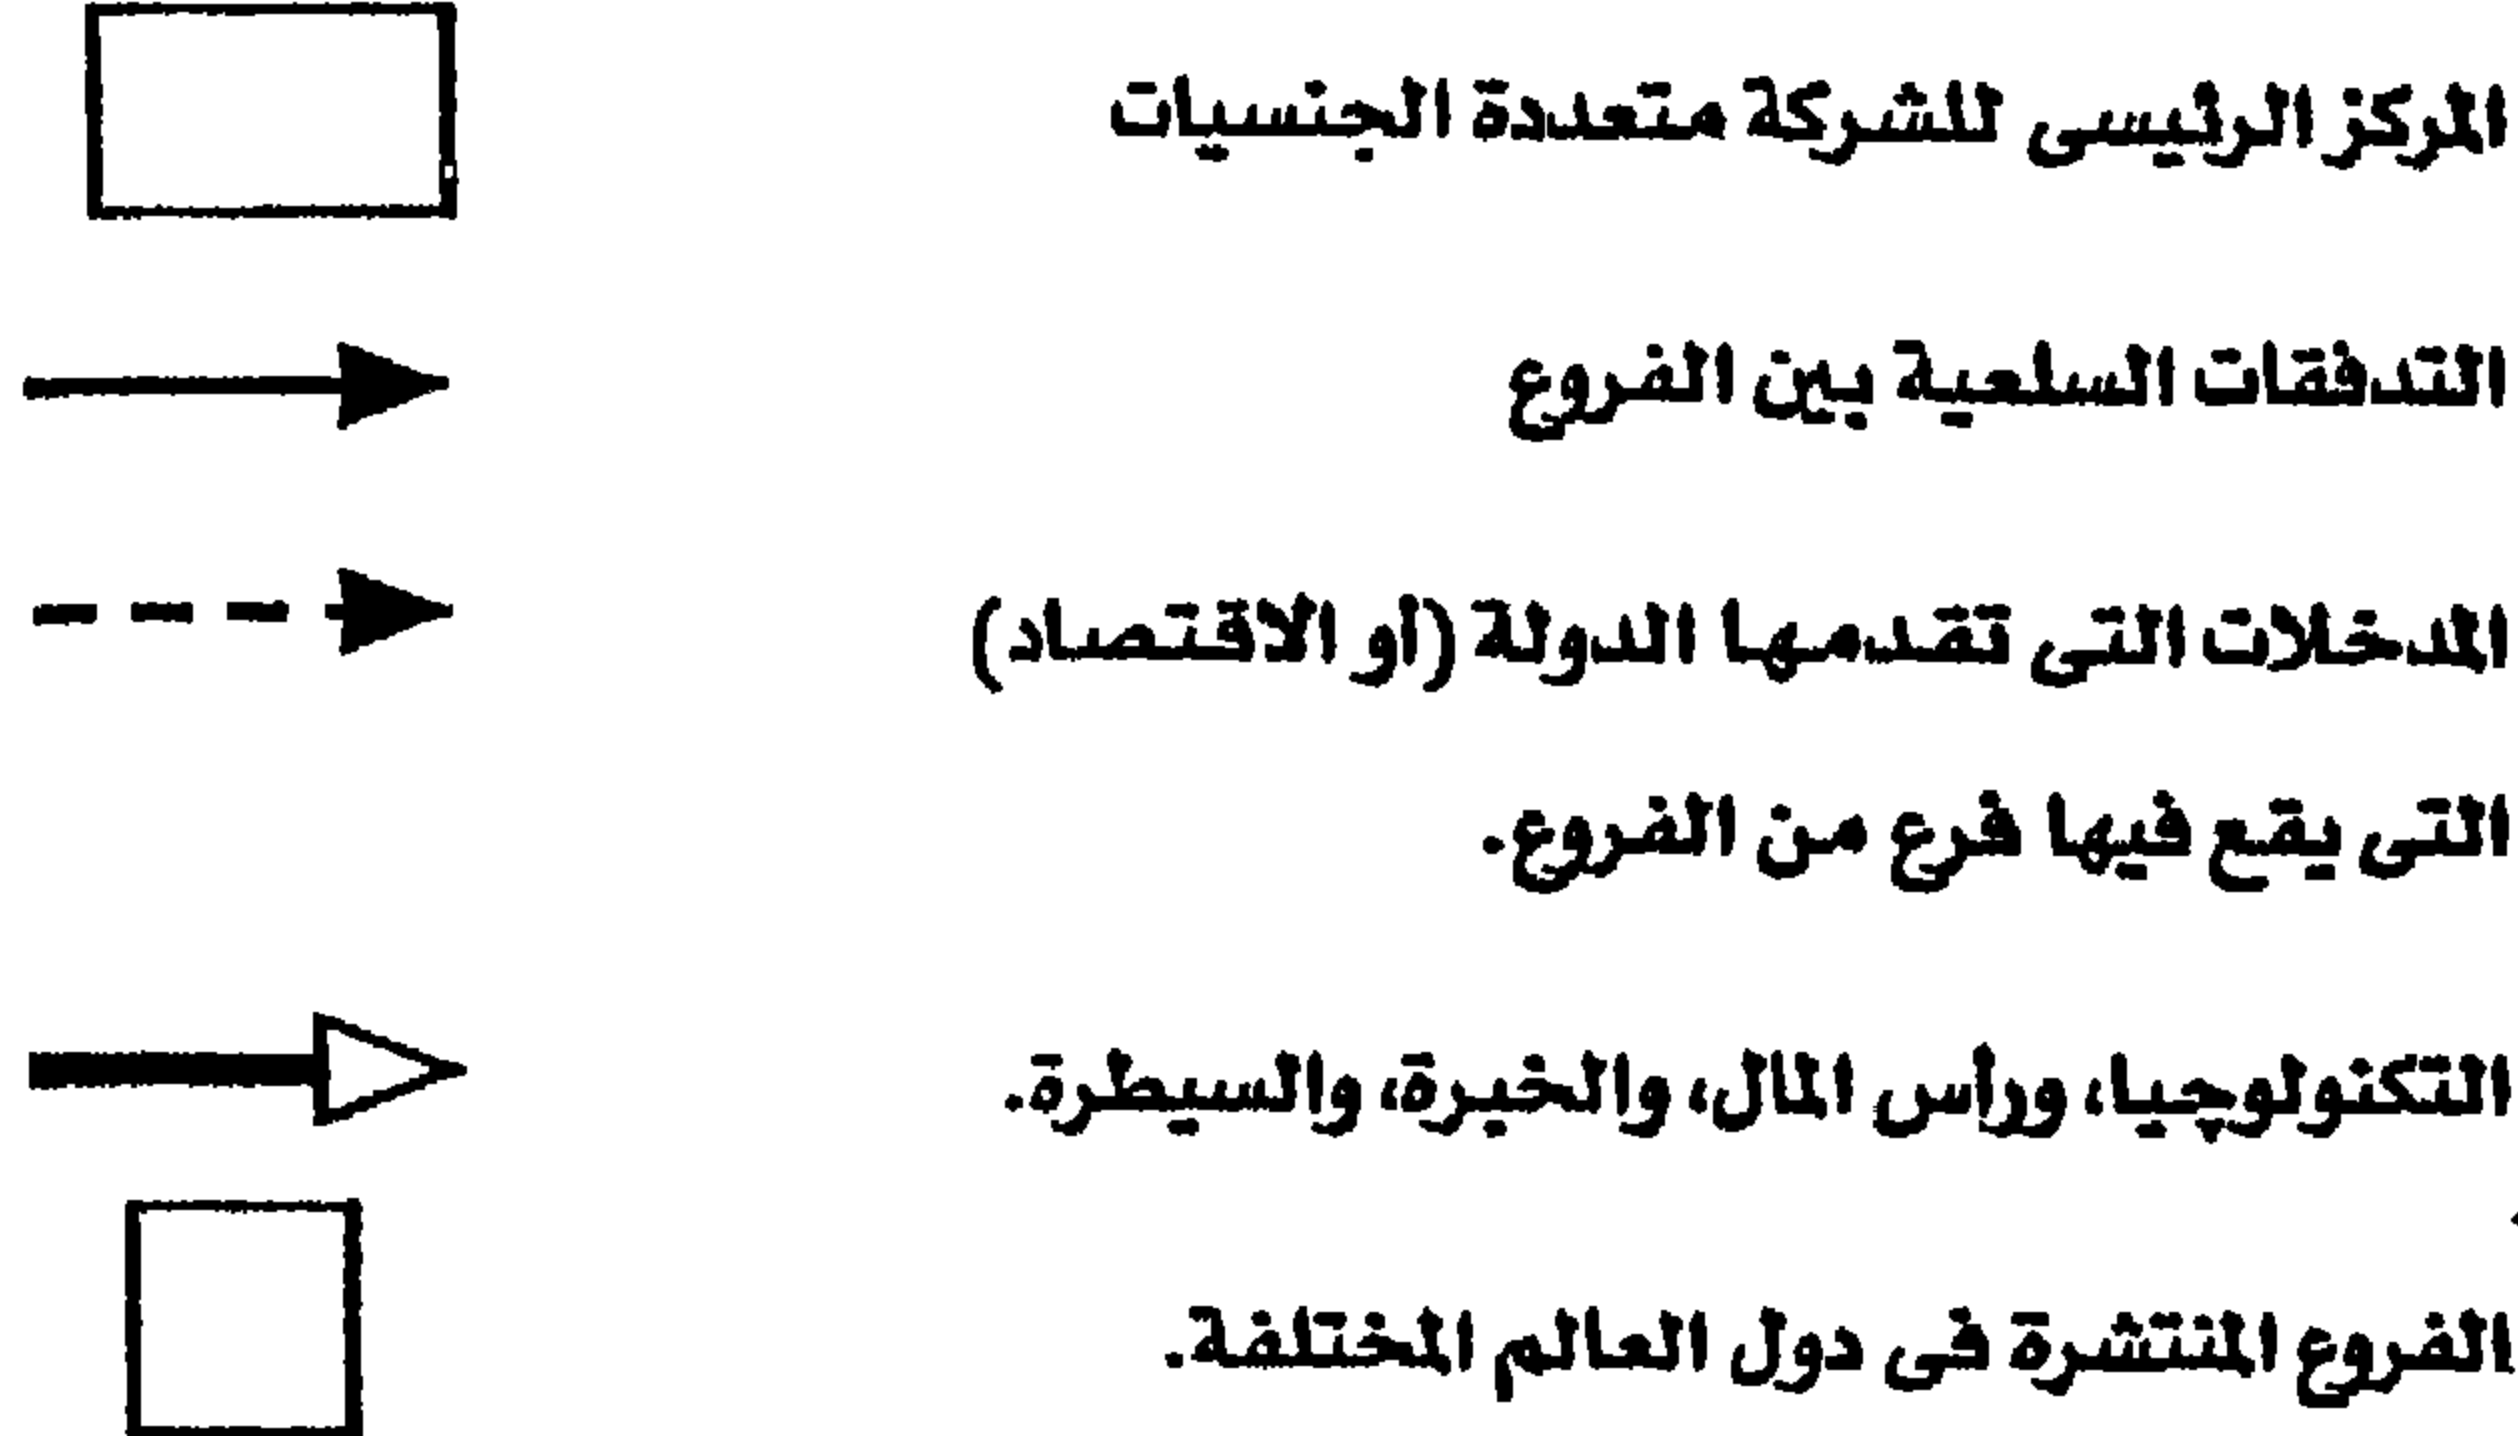 المركز الرئيسى للشركة متعددة الجنسيات
التدفقات السلعية بين الفروع
المدخلات التى تقدمها الدولة (او الاقتصاد)
التى يقع فيها فرع من الفروع.
التكنولوچيا، ورأس المال، والخبرة، والسيطرة.
الفروع المنتشرة فى دول العالم المختلفة.